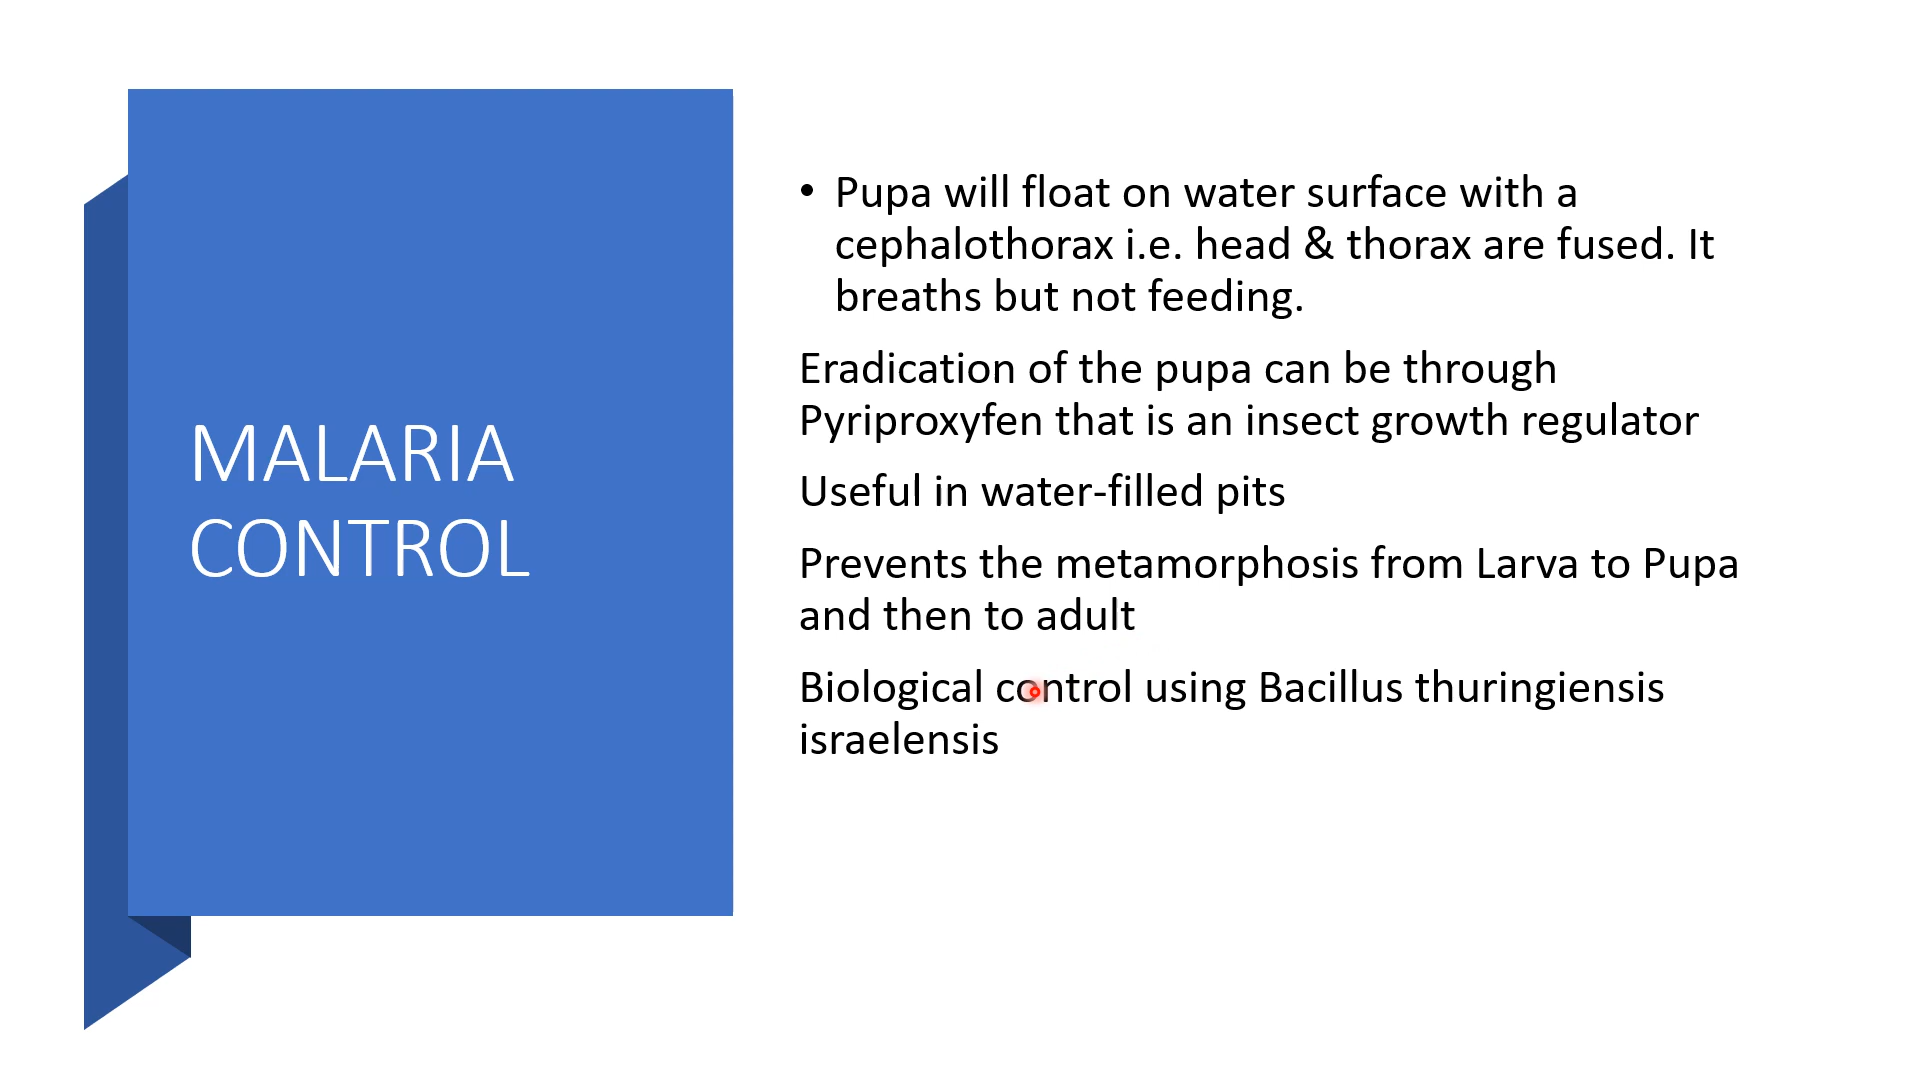 MALARIA
CONTROL
• Pupa will float on water surface with a
cephalothorax i.e. head & thorax are fused. It
breaths but not feeding.
Eradication of the pupa can be through
Pyriproxyfen that is an insect growth regulator
Useful in water-filled pits
Prevents the metamorphosis from Larva to Pupa
and then to adult
Biological control using Bacillus thuringiensis
israelensis